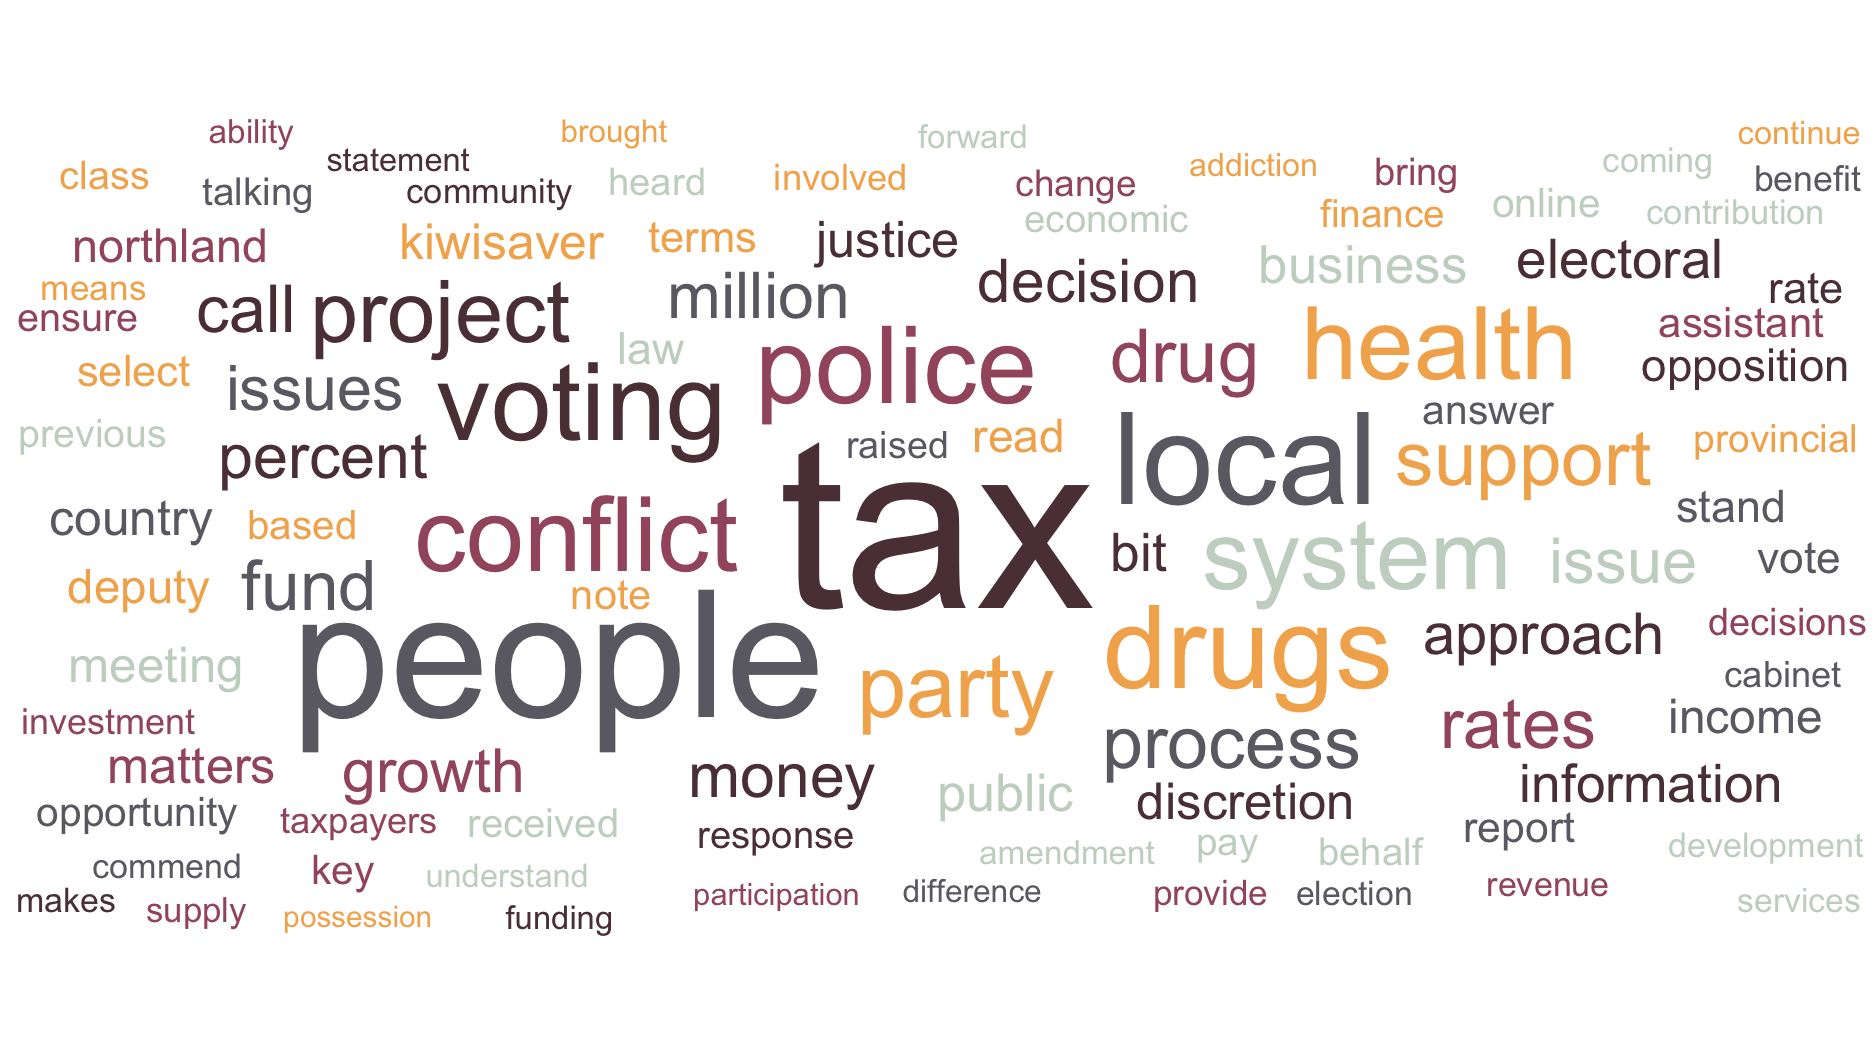 ability brought forward continue
class statement community heard involved change addiction bring coming benefit
talking economic finance online contribution
northland kiwisaver terms justice decision business electoral
means call project million rate
ensure law police drug health assistant
select issues voting opposition
previous percent raised read local answer support provincial
country based conflict tax bit system issue stand vote
deputy fund note
people drugs approach decisions
meeting party cabinet
investment process rates income
matters growth money public discretion information
opportunity taxpayers received response report
commend key understand amendment pay behalf development
makes supply possession funding participation difference provide election revenue services